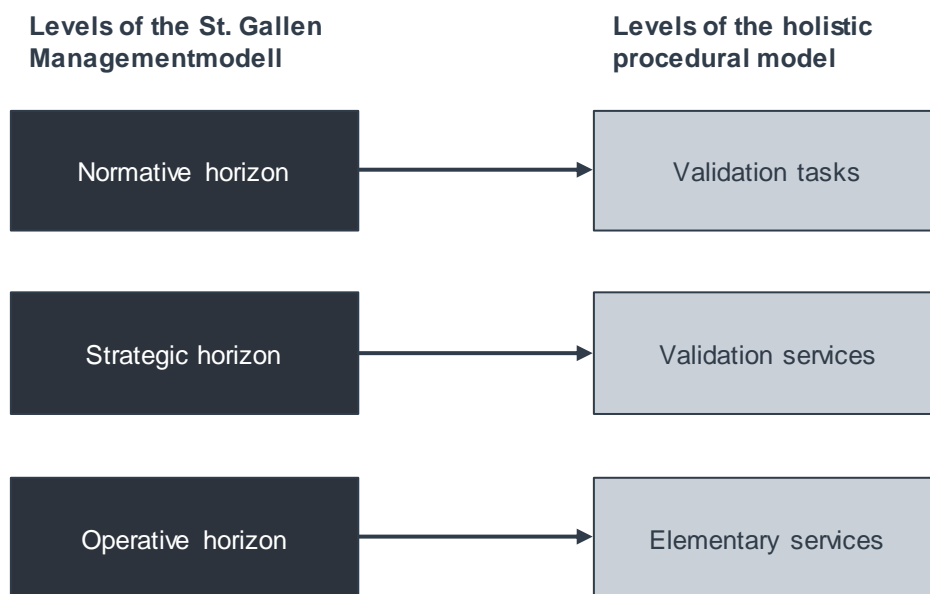 Levels of the St. Gallen
Managementmodell
Levels of the holistic
procedural model
Normative horizon
Validation tasks
Strategic horizon
Validation services
Operative horizon
Elementary services